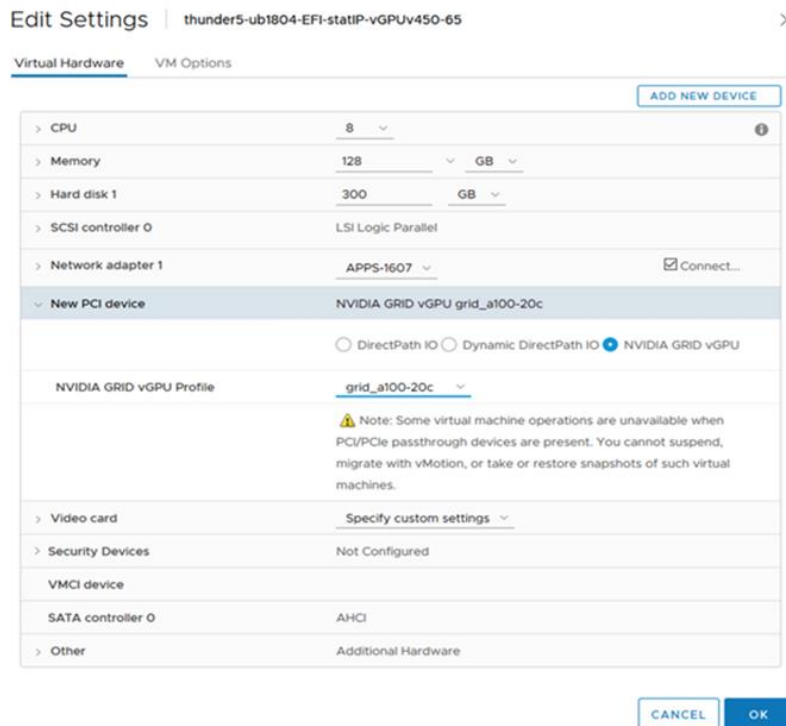 Edit Settings thunder5-ub1804-EFI-statIP-vGPUv450-65
Virtual Hardware VM Options
ADD NEW DEVICE
CPU 8
Memory 128 GB
Hard disk 1 300 GB
SCSI controller 0 LSI Logic Parallel
Network adapter 1 APPS-1607 Connect...
New PCI device NVIDIA GRID vGPU grid_a100-20c
DirectPath IO Dynamic DirectPath IO NVIDIA GRID vGPU
NVIDIA GRID vGPU Profile grid_a100-20c
Note: Some virtual machine operations are unavailable when
PCI/PCIe passthrough devices are present. You cannot suspend,
migrate with vMotion, or take or restore snapshots of such virtual
machines.
Video card Specify custom settings
Security Devices Not Configured
VMCI device
SATA controller 0 AHCI
Other Additional Hardware
CANCEL OK